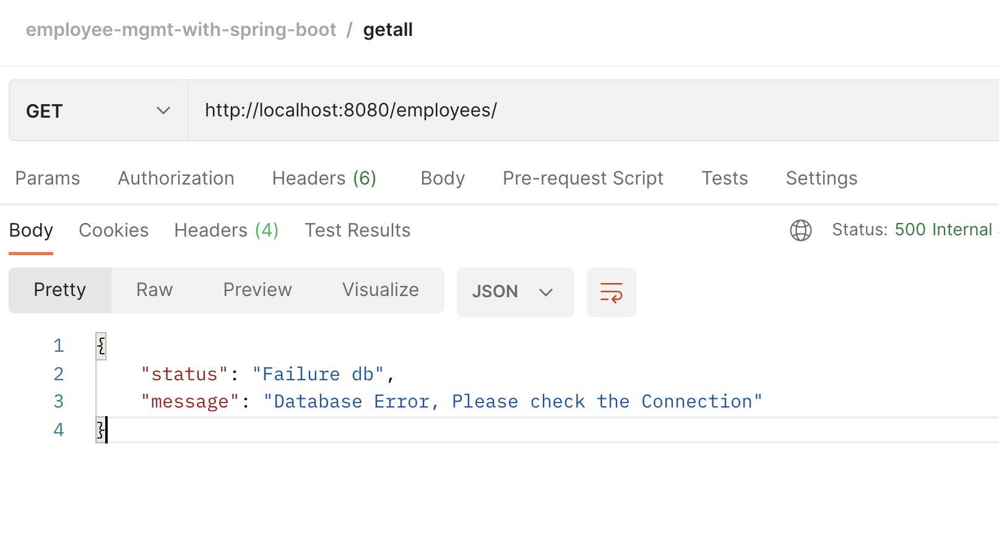 employee-mgmt-with-spring-boot / getall
GET http://localhost:8080/employees/
Params Authorization Headers (6) Body Pre-request Script Tests Settings
Body Cookies Headers (4) Test Results Status: 500 Internal
Pretty Raw Preview Visualize JSON
1 {
2 "status": "Failure db",
3 "message": "Database Error, Please check the Connection"
4 }